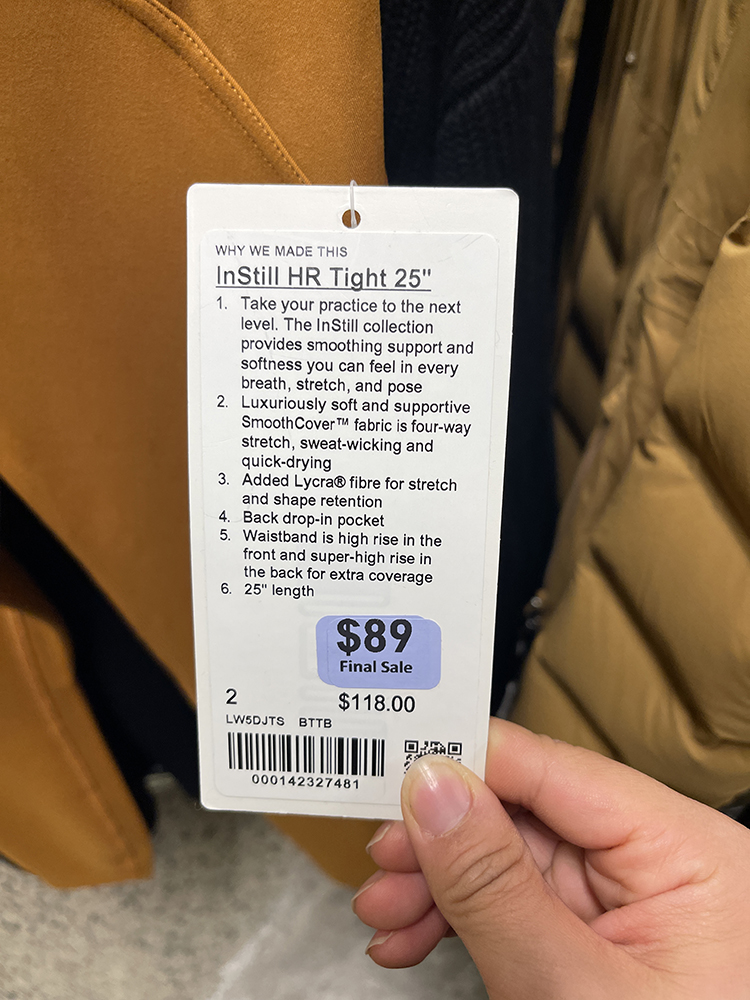 WHY WE MADE THIS
InStill HR Tight 25"
1. Take your practice to the next
level. The InStill collection
provides smoothing support and
softness you can feel in every
breath, stretch, and pose
2. Luxuriously soft and supportive
SmoothCover™ fabric is four-way
stretch, sweat-wicking and
quick-drying
3. Added Lycra® fibre for stretch
and shape retention
4. Back drop-in pocket
5. Waistband is high rise in the
front and super-high rise in
the back for extra coverage
6. 25" length
$89
Final Sale
2 $118.00
LW5DJTS BTTB
000142327481